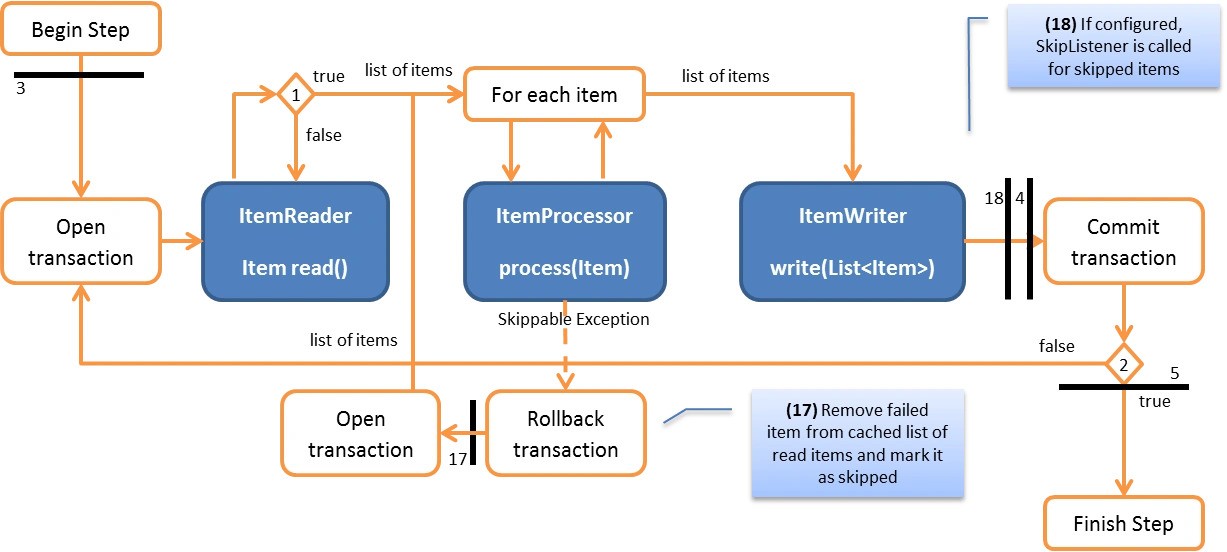 Begin Step
3
(18) If configured,
SkipListener is called
for skipped items
1
true
false
list of items
For each item
list of items
Open
transaction
ItemReader
Item read()
ItemProcessor
process(Item)
ItemWriter
write(List<Item>)
18
4
Commit
transaction
Skippable Exception
list of items
false
2
5
true
Open
transaction
17
Rollback
transaction
(17) Remove failed
item from cached list of
read items and mark it
as skipped
Finish Step